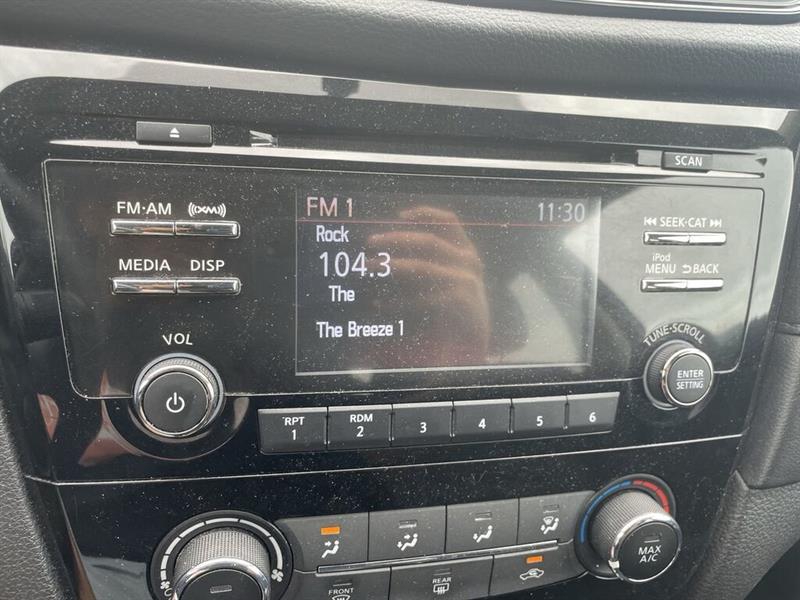 SCAN
FM·AM ((XM))
MEDIA DISP
VOL
FM 1 11:30
Rock
104.3
The
The Breeze 1
SEEK·CAT
iPod
MENU BACK
TUNE·SCROLL
ENTER
SETTING
RPT
1
RDM
2
3
4
5
6
FRONT
REAR
MAX
A/C